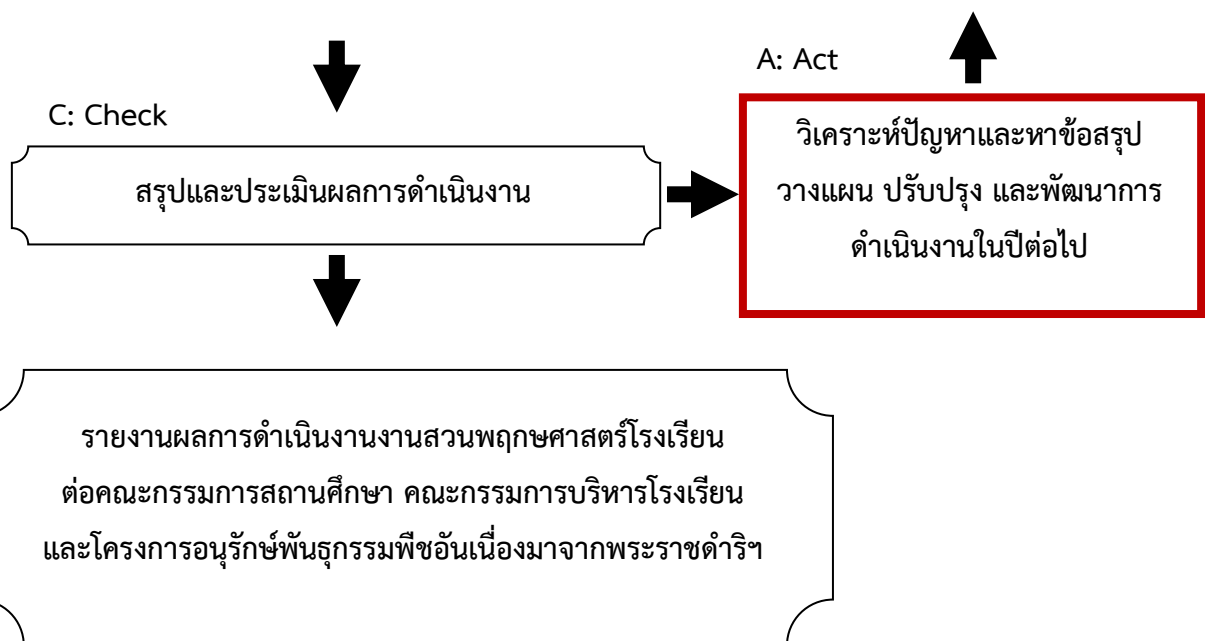 A: Act
C: Check
วิเคราะห์ปัญหาและหาข้อสรุป
วางแผน ปรับปรุง และพัฒนาการ
ดำเนินงานในปีต่อไป
สรุปและประเมินผลการดำเนินงาน
รายงานผลการดำเนินงานงานสวนพฤกษศาสตร์โรงเรียน
ต่อคณะกรรมการสถานศึกษา คณะกรรมการบริหารโรงเรียน
และโครงการอนุรักษ์พันธุกรรมพืชอันเนื่องมาจากพระราชดำริฯ